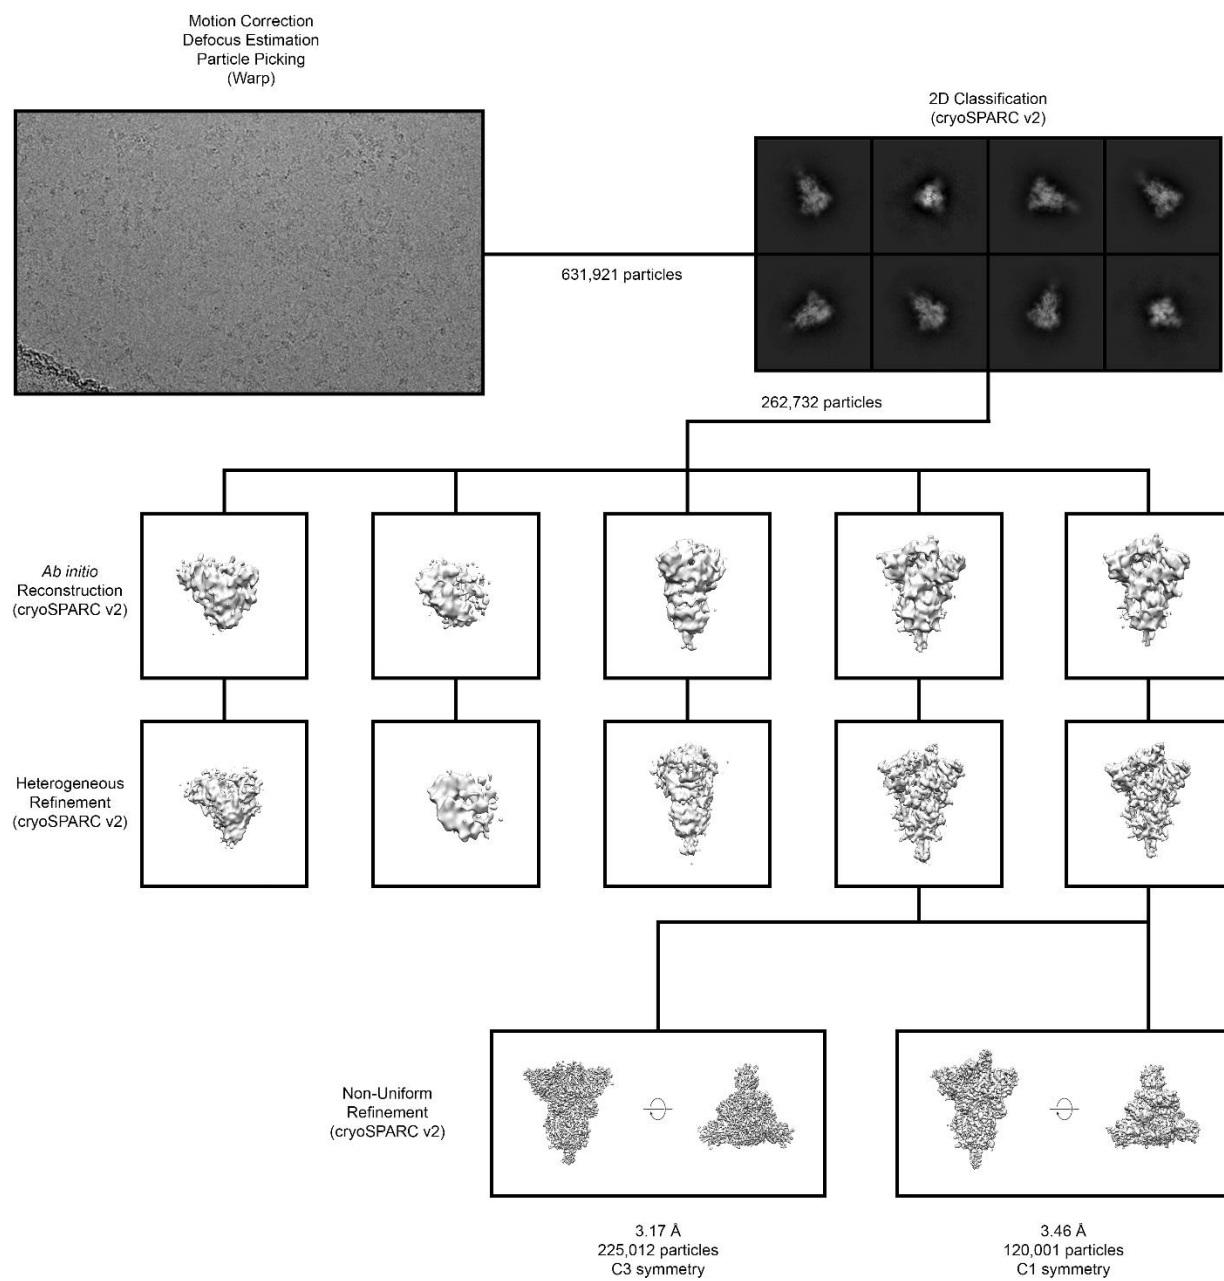 Motion Correction
Defocus Estimation
Particle Picking
(Warp)
2D Classification
(cryoSPARC v2)
631,921 particles
262,732 particles
Ab initio
Reconstruction
(cryoSPARC v2)
Heterogeneous
Refinement
(cryoSPARC v2)
Non-Uniform
Refinement
(cryoSPARC v2)
3.17 Å
225,012 particles
C3 symmetry
3.46 Å
120,001 particles
C1 symmetry